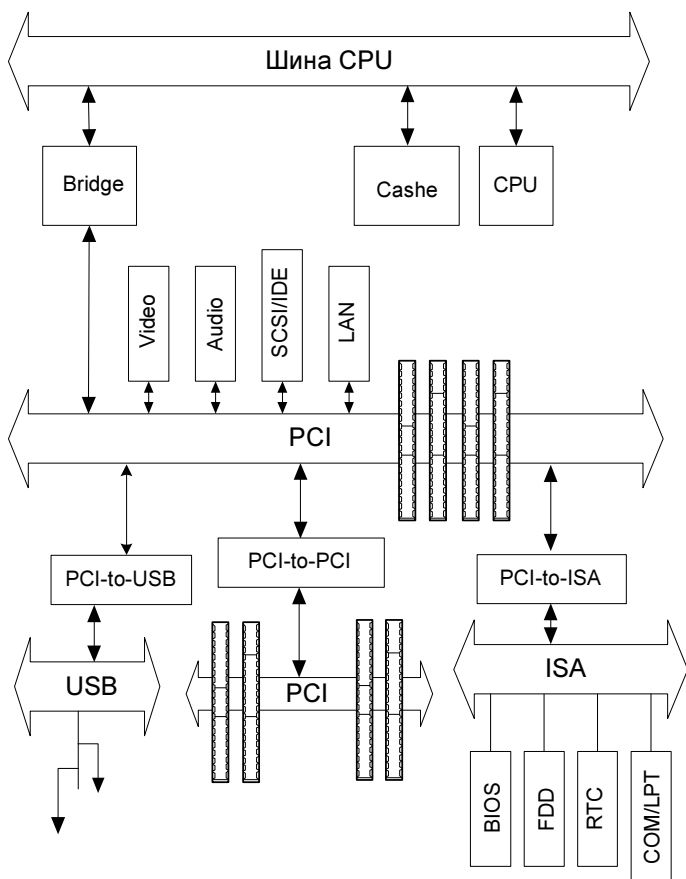 Шина CPU
Bridge
Cashe
CPU
Video
Audio
SCSI/IDE
LAN
PCI
PCI-to-USB
PCI-to-PCI
PCI-to-ISA
USB
PCI
ISA
BIOS
FDD
RTC
COM/LPT